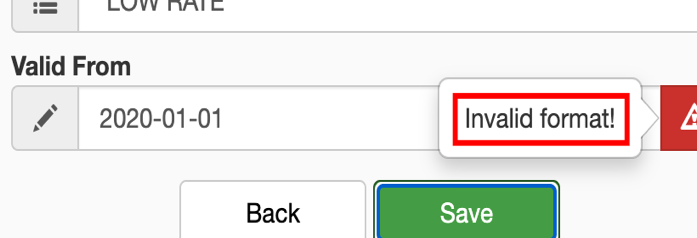 LOW RATE
Valid From
2020-01-01
Invalid format!
Back
Save